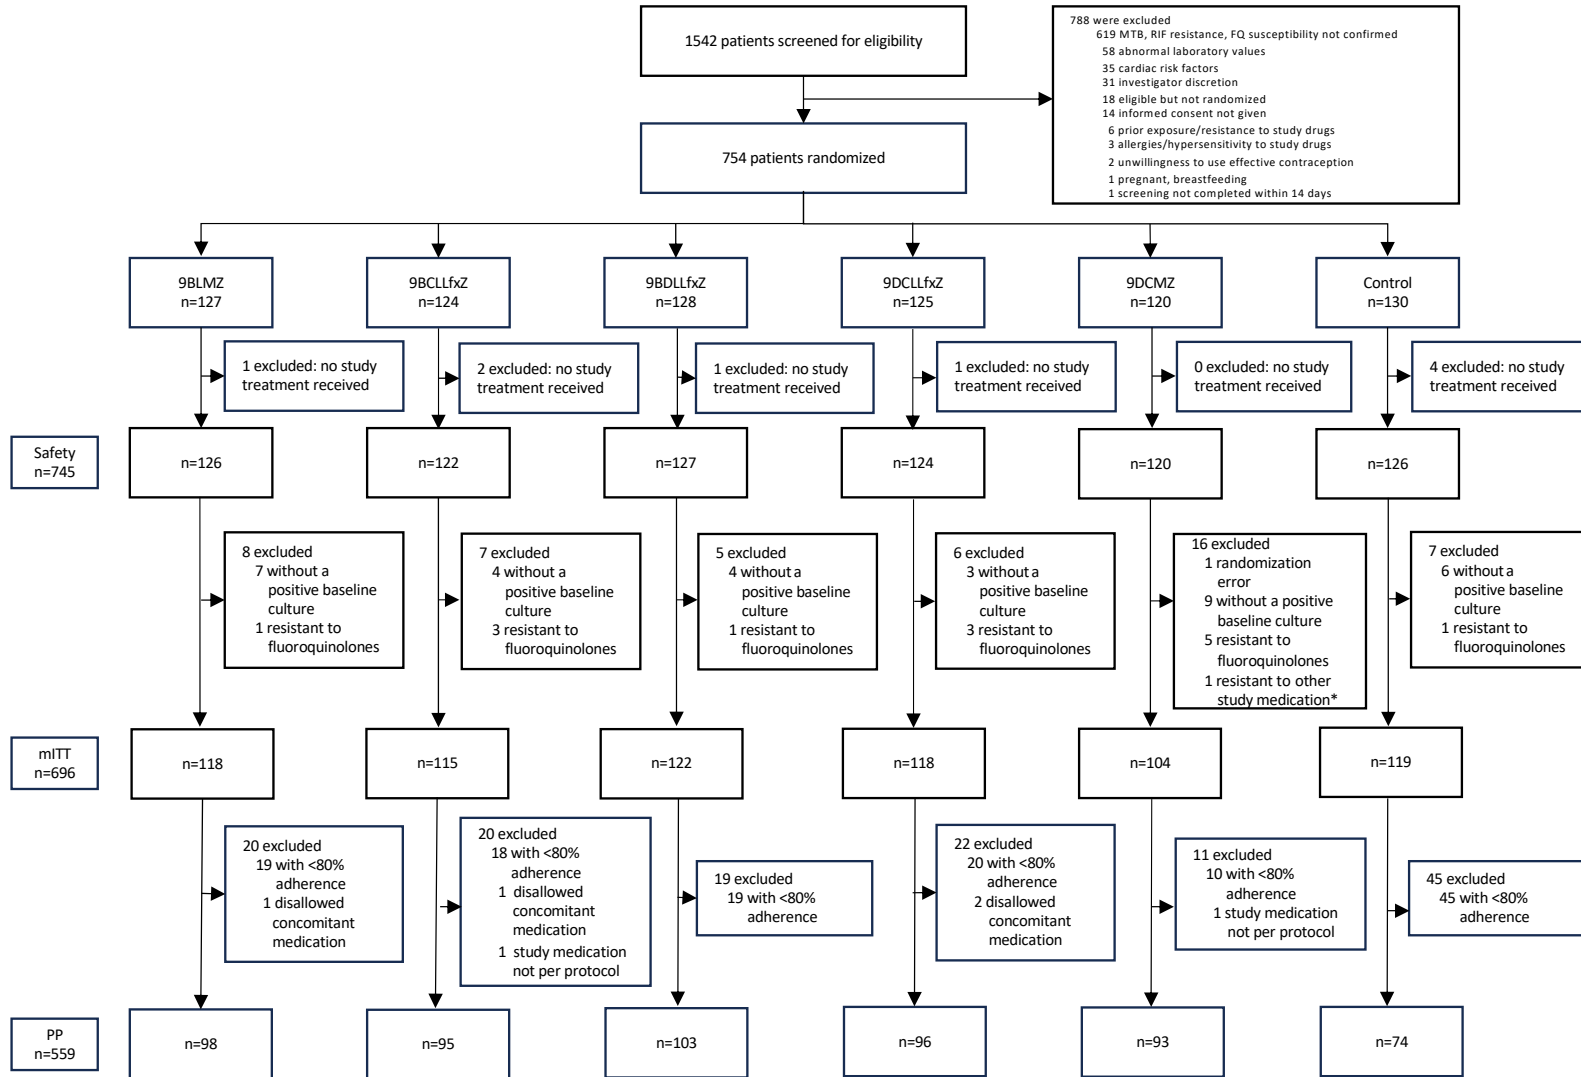 1542 patients screened for eligibility
788 were excluded
619 MTB, RIF resistance, FQ susceptibility not confirmed
58 abnormal laboratory values
35 cardiac risk factors
31 investigator discretion
18 eligible but not randomized
14 informed consent not given
6 prior exposure/resistance to study drugs
3 allergies/hypersensitivity to study drugs
2 unwillingness to use effective contraception
1 pregnant, breastfeeding
1 screening not completed within 14 days
754 patients randomized
9BLMZ
n=127
9BCLLfxZ
n=124
9BDLLfxZ
n=128
9DCLLfxZ
n=125
9DCMZ
n=120
Control
n=130
1 excluded: no study
treatment received
2 excluded: no study
treatment received
1 excluded: no study
treatment received
1 excluded: no study
treatment received
0 excluded: no study
treatment received
4 excluded: no study
treatment received
Safety
n=745
n=126
n=122
n=127
n=124
n=120
n=126
8 excluded
7 without a
positive baseline
culture
1 resistant to
fluoroquinolones
7 excluded
4 without a
positive baseline
culture
3 resistant to
fluoroquinolones
5 excluded
4 without a
positive baseline
culture
1 resistant to
fluoroquinolones
6 excluded
3 without a
positive baseline
culture
3 resistant to
fluoroquinolones
16 excluded
1 randomization
error
9 without a positive
baseline culture
5 resistant to
fluoroquinolones
1 resistant to other
study medication*
7 excluded
6 without a
positive baseline
culture
1 resistant to
fluoroquinolones
mITT
n=696
n=118
n=115
n=122
n=118
n=104
n=119
20 excluded
19 with <80%
adherence
1 disallowed
concomitant
medication
20 excluded
18 with <80%
adherence
1 disallowed
concomitant
medication
1 study medication
not per protocol
19 excluded
19 with <80%
adherence
22 excluded
20 with <80%
adherence
2 disallowed
concomitant
medication
11 excluded
10 with <80%
adherence
1 study medication
not per protocol
45 excluded
45 with <80%
adherence
PP
n=559
n=98
n=95
n=103
n=96
n=93
n=74